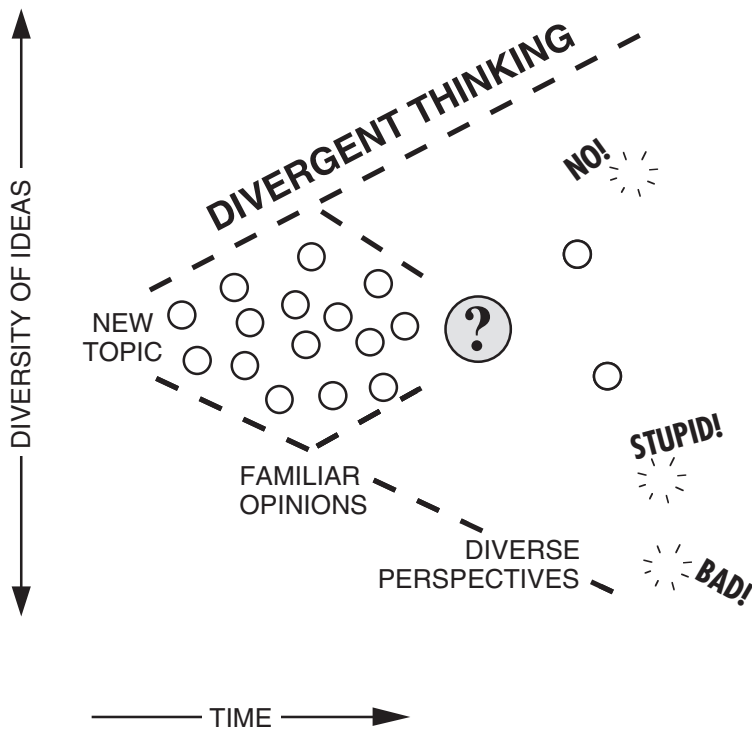 DIVERSITY OF IDEAS
DIVERGENT THINKING
NO!
NEW
TOPIC
?
STUPID!
FAMILIAR
OPINIONS
DIVERSE
PERSPECTIVES
BAD!
TIME